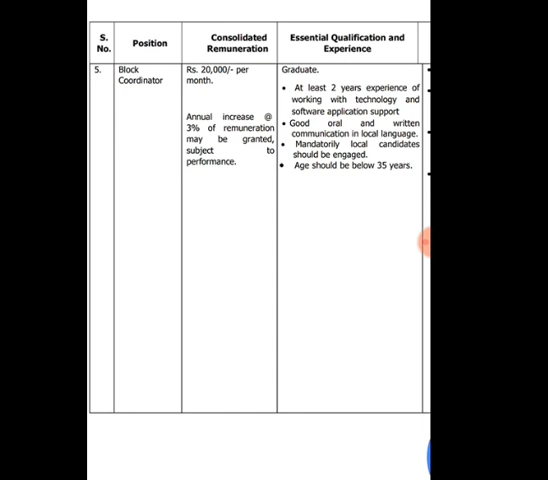 S. No.
Position
Consolidated
Remuneration
Essential Qualification and
Experience
5.
Block
Coordinator
Rs. 20,000/- per
month.
Annual increase @
3% of remuneration
may be granted,
subject to
performance.
Graduate.
• At least 2 years experience of
working with technology and
software application support
• Good oral and written
communication in local language.
• Mandatorily local candidates
should be engaged.
• Age should be below 35 years.